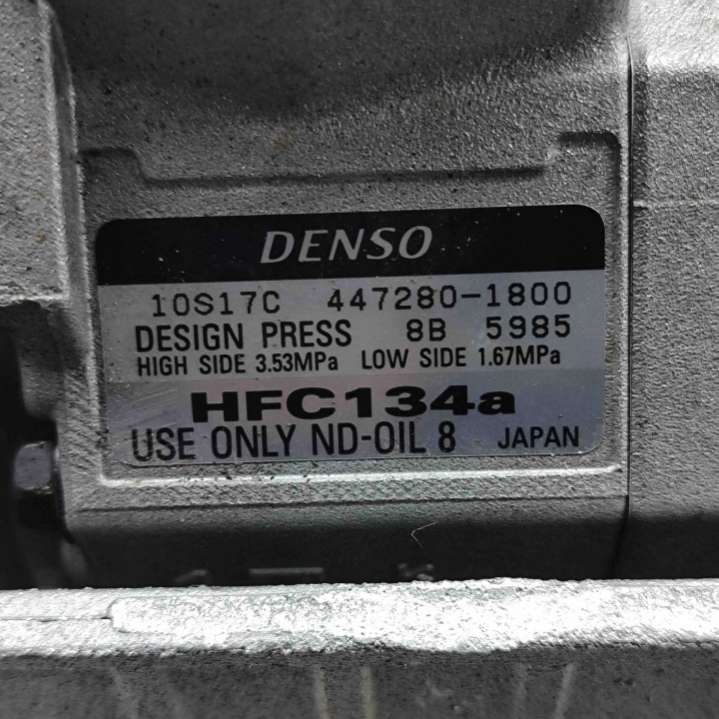 DENSO
10S17C 447280-1800
DESIGN PRESS 8B 5985
HIGH SIDE 3.53MPa LOW SIDE 1.67MPa
HFC134a
USE ONLY ND-OIL 8 JAPAN